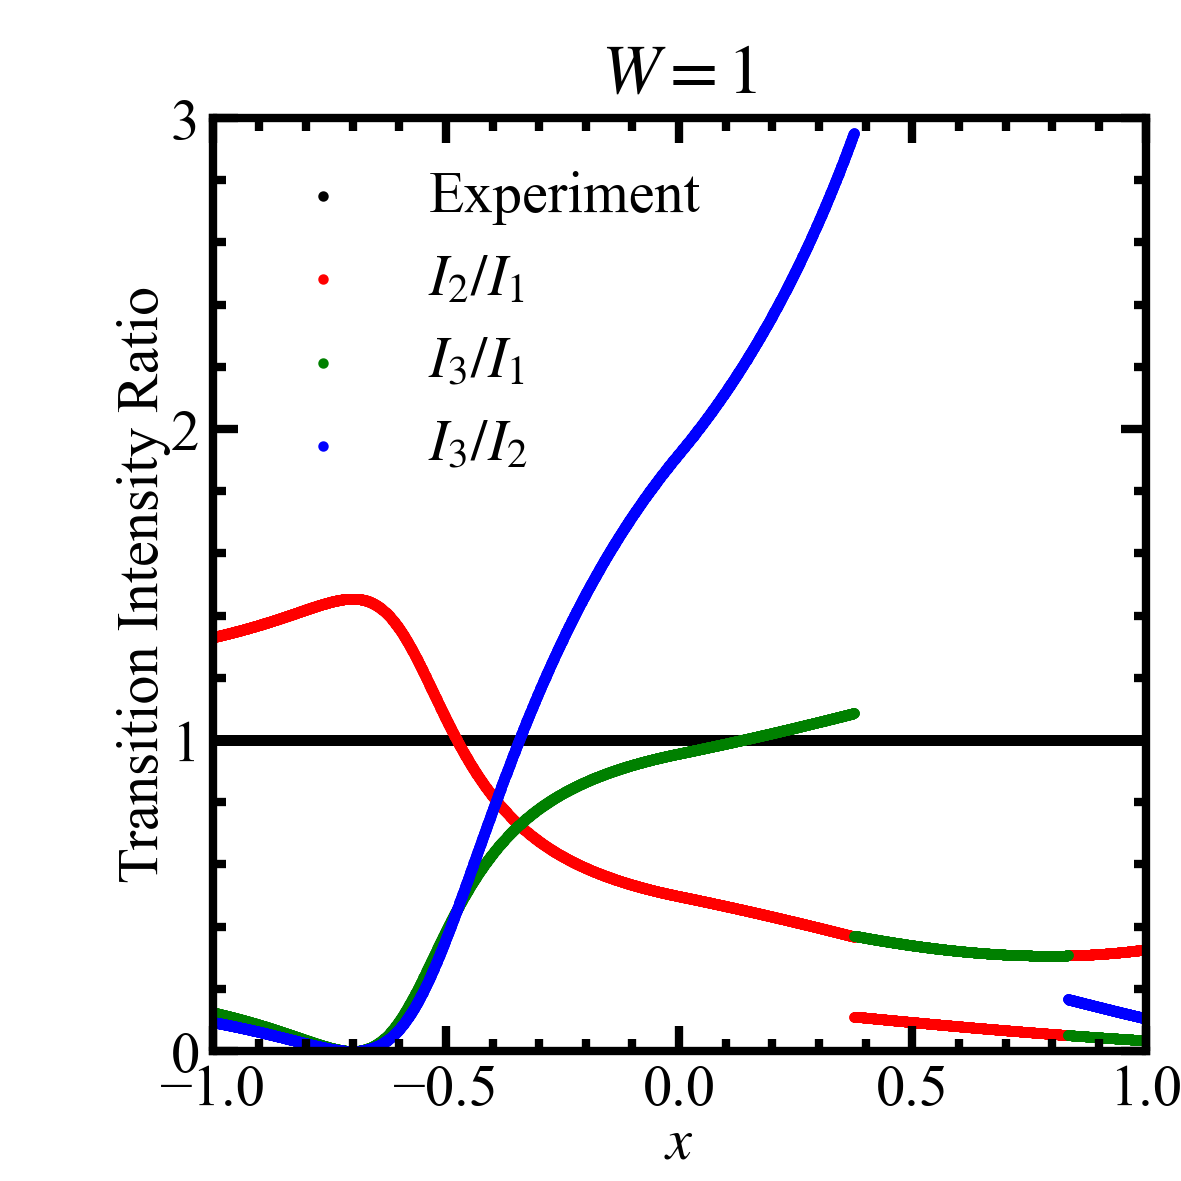 W = 1
Transition Intensity Ratio
3
2
1
0
Experiment
I₂/I₁
I₃/I₁
I₃/I₂
−1.0 −0.5 0.0 0.5 1.0
x